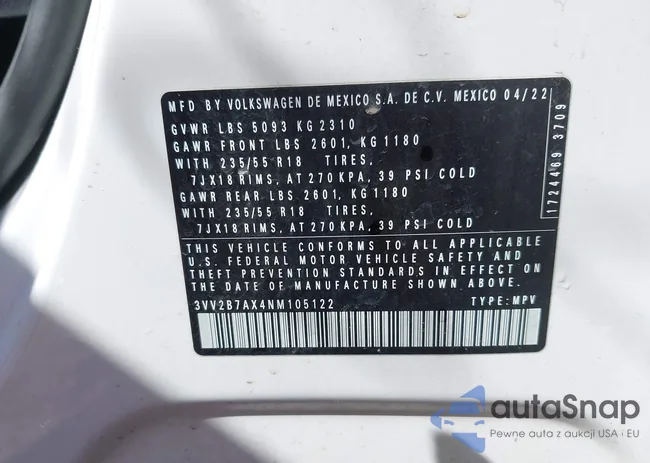 MFD BY VOLKSWAGEN DE MEXICO S.A. DE C.V. MEXICO 04/22
GVWR LBS 5093 KG 2310
GAWR FRONT LBS 2601, KG 1180
WITH 235/55 R18 TIRES,
7JX18 RIMS, AT 270 KPA, 39 PSI COLD
GAWR REAR LBS 2601, KG 1180
WITH 235/55 R18 TIRES,
7JX18 RIMS, AT 270 KPA, 39 PSI COLD
THIS VEHICLE CONFORMS TO ALL APPLICABLE
U.S. FEDERAL MOTOR VEHICLE SAFETY AND
THEFT PREVENTION STANDARDS IN EFFECT ON
THE DATE OF MANUFACTURE SHOWN ABOVE.
3VV2B7AX4NM105122 TYPE: MPV
1724469 3709
autaSnap
Pewne auta z aukcji USA i EU